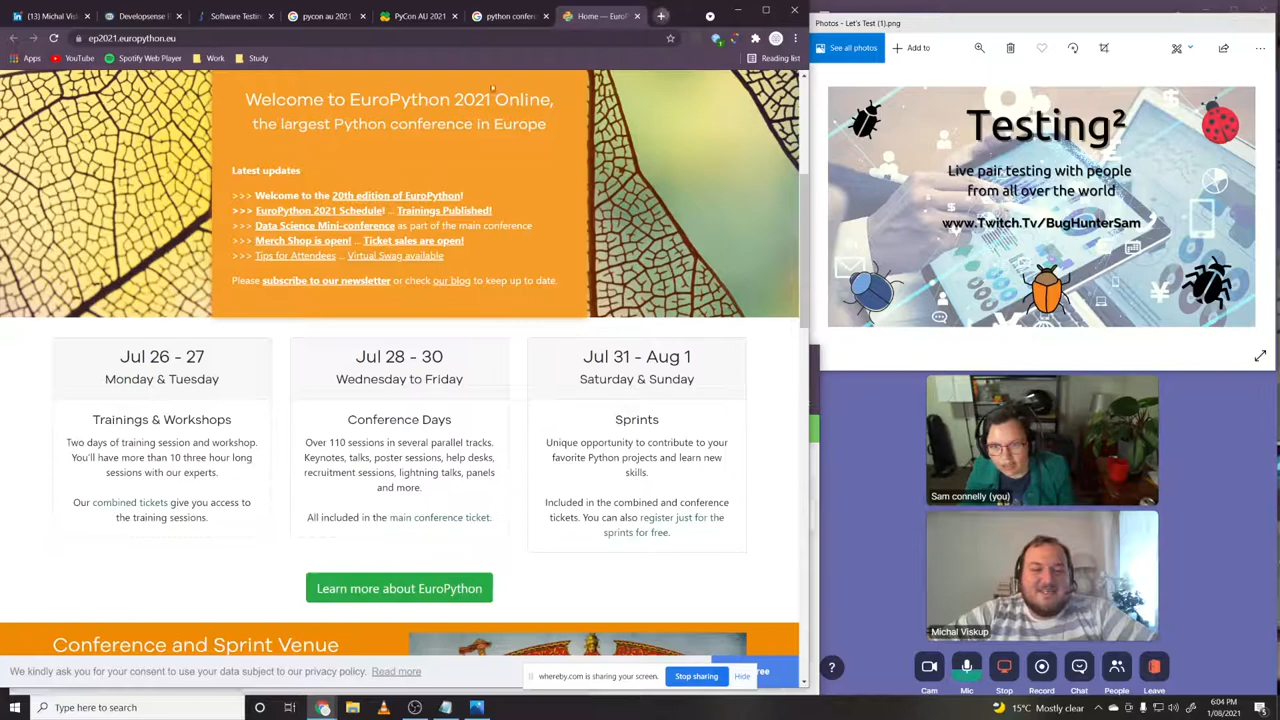 (13) Michal Visk
Developsense
Software Testin
pycon au 2021
PyCon AU 2021
python confere
Home — EuroP
ep2021.europython.eu
Apps
YouTube
Spotify Web Player
Work
Study
Reading list
Welcome to EuroPython 2021 Online,
the largest Python conference in Europe
Latest updates
>>> Welcome to the 20th edition of EuroPython!
>>> EuroPython 2021 Schedule! ... Trainings Published!
>>> Data Science Mini-conference as part of the main conference
>>> Merch Shop is open! ... Ticket sales are open!
>>> Tips for Attendees ... Virtual Swag available
Please subscribe to our newsletter or check our blog to keep up to date.
Jul 26 - 27
Monday & Tuesday
Trainings & Workshops
Two days of training session and workshop.
You'll have more than 10 three hour long
sessions with our experts.
Our combined tickets give you access to
the training sessions.
Jul 28 - 30
Wednesday to Friday
Conference Days
Over 110 sessions in several parallel tracks.
Keynotes, talks, poster sessions, help desks,
recruitment sessions, lightning talks, panels
and more.
All included in the main conference ticket.
Jul 31 - Aug 1
Saturday & Sunday
Sprints
Unique opportunity to contribute to your
favorite Python projects and learn new
skills.
Included in the combined and conference
tickets. You can also register just for the
sprints for free.
Learn more about EuroPython
Conference and Sprint Venue
We kindly ask you for your consent to use your data subject to our privacy policy. Read more
whereby.com is sharing your screen.
Stop sharing
Hide
ree
Photos - Let's Test (1).png
See all photos
Add to
Testing²
Live pair testing with people
from all over the world
www.Twitch.Tv/BugHunterSam
Sam connelly (you)
Michal Viskup
?
Cam
Mic
Stop
Record
Chat
People
Leave
Type here to search
15°C Mostly clear
6:04 PM
1/08/2021